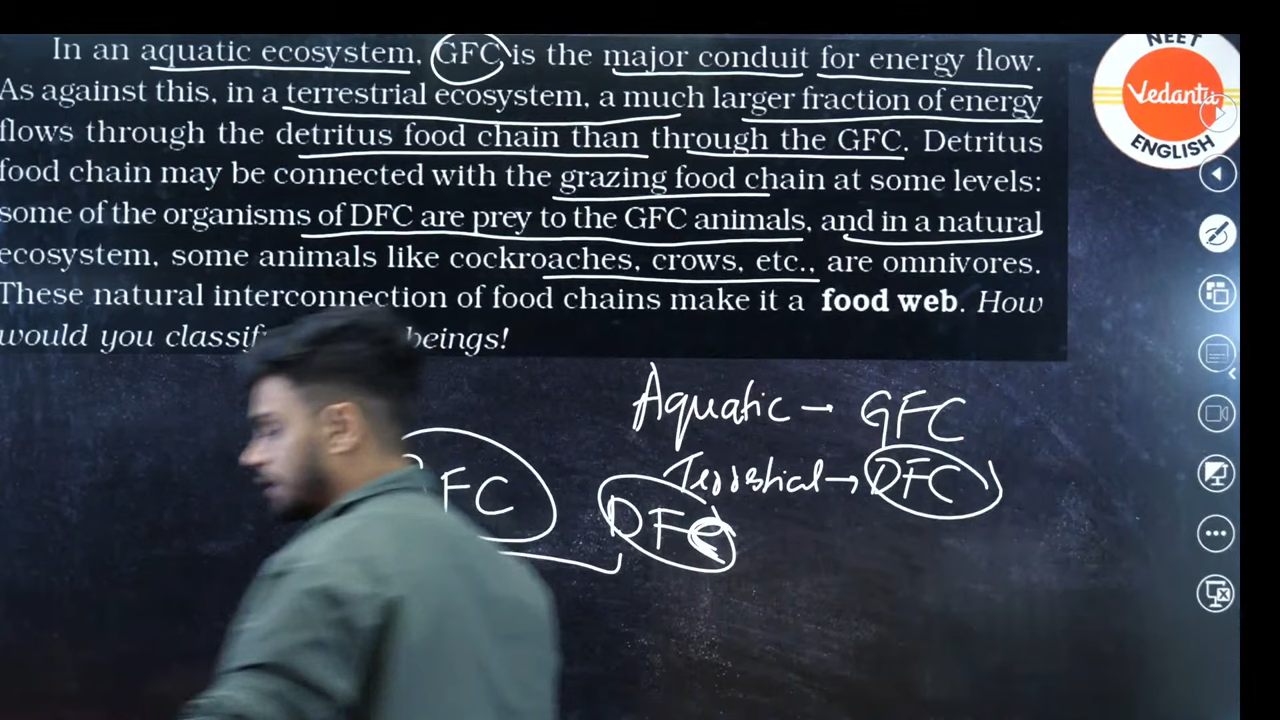 In an aquatic ecosystem, GFC is the major conduit for energy flow.
As against this, in a terrestrial ecosystem, a much larger fraction of energy
flows through the detritus food chain than through the GFC. Detritus
food chain may be connected with the grazing food chain at some levels:
some of the organisms of DFC are prey to the GFC animals, and in a natural
ecosystem, some animals like cockroaches, crows, etc., are omnivores.
These natural interconnection of food chains make it a food web. How
would you classif beings!
NEET
Vedantu
ENGLISH
Aquatic → GFC
Terrestial → DFC
FC
DFC